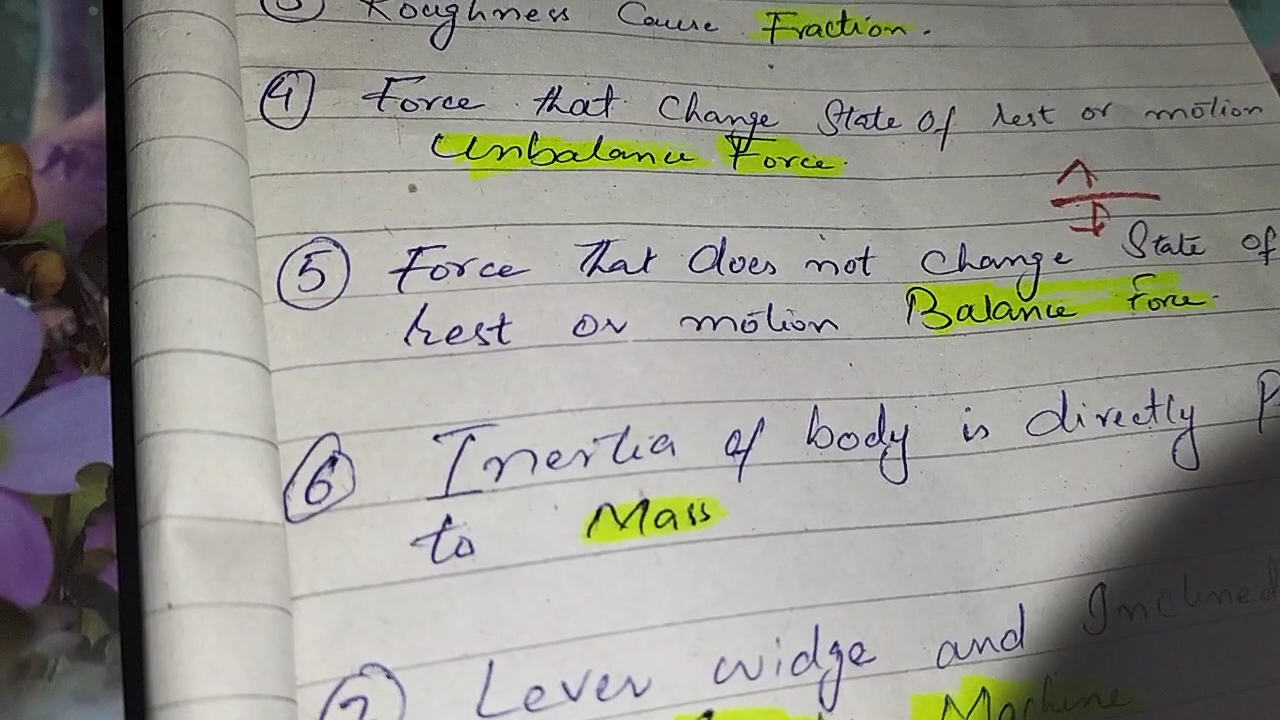 ③ Roughness Cause Fraction.
④ Force that Change State of rest or motion
Unbalance Force.
⑤ Force That does not change State of
rest or motion Balance force.
⑥ Inertia of body is directly P
to Mass
⑦ Lever widge and Inclined
Machine